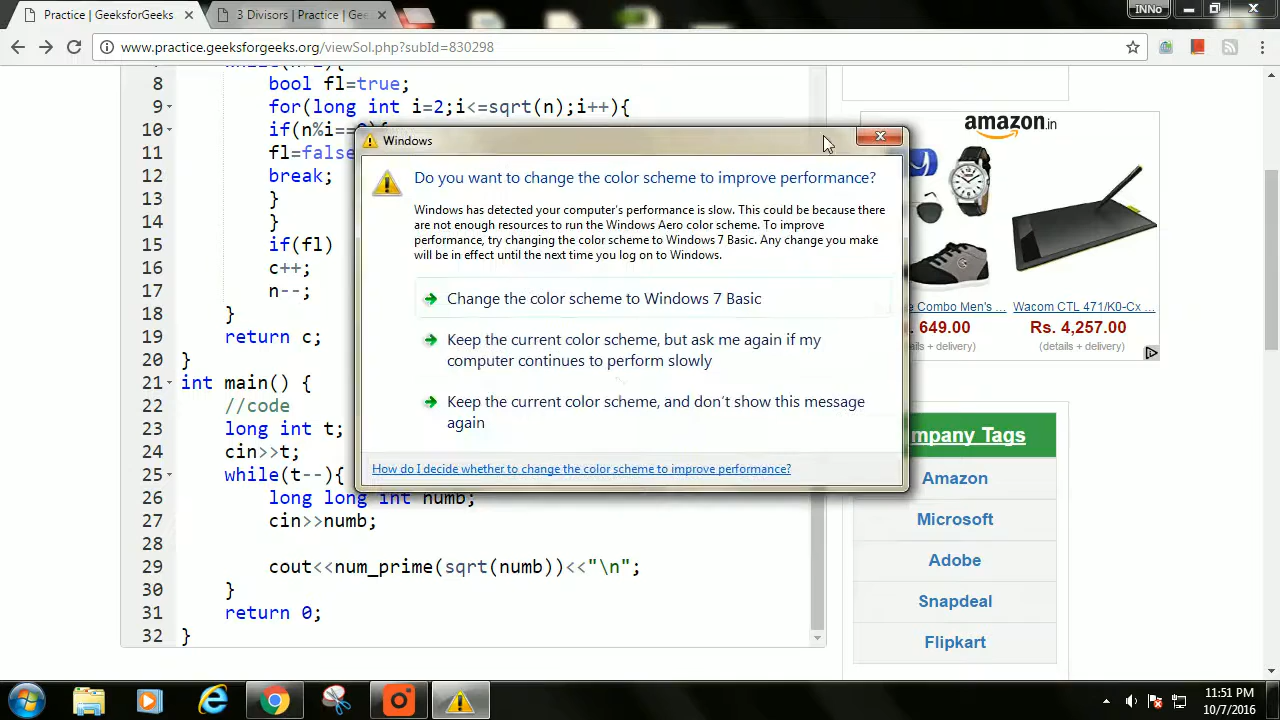 Practice | GeeksforGeeks
3 Divisors | Practice | Gee
INNo
www.practice.geeksforgeeks.org/viewSol.php?subId=830298
8 bool fl=true;
9 for(long int i=2;i<=sqrt(n);i++){
10 if(n%i==0){
11 fl=false
12 break;
13 }
14 }
15 if(fl)
16 c++;
17 n--;
18 }
19 return c;
20 }
21 int main() {
22 //code
23 long int t;
24 cin>>t;
25 while(t--){
26 long long int numb;
27 cin>>numb;
28
29 cout<<num_prime(sqrt(numb))<<"\n";
30 }
31 return 0;
32 }
Windows
Do you want to change the color scheme to improve performance?
Windows has detected your computer's performance is slow. This could be because there
are not enough resources to run the Windows Aero color scheme. To improve
performance, try changing the color scheme to Windows 7 Basic. Any change you make
will be in effect until the next time you log on to Windows.
Change the color scheme to Windows 7 Basic
Keep the current color scheme, but ask me again if my
computer continues to perform slowly
Keep the current color scheme, and don't show this message
again
How do I decide whether to change the color scheme to improve performance?
amazon.in
e Combo Men's ...
. 649.00
(details + delivery)
Wacom CTL 471/K0-Cx ...
Rs. 4,257.00
(details + delivery)
mpany Tags
Amazon
Microsoft
Adobe
Snapdeal
Flipkart
11:51 PM
10/7/2016